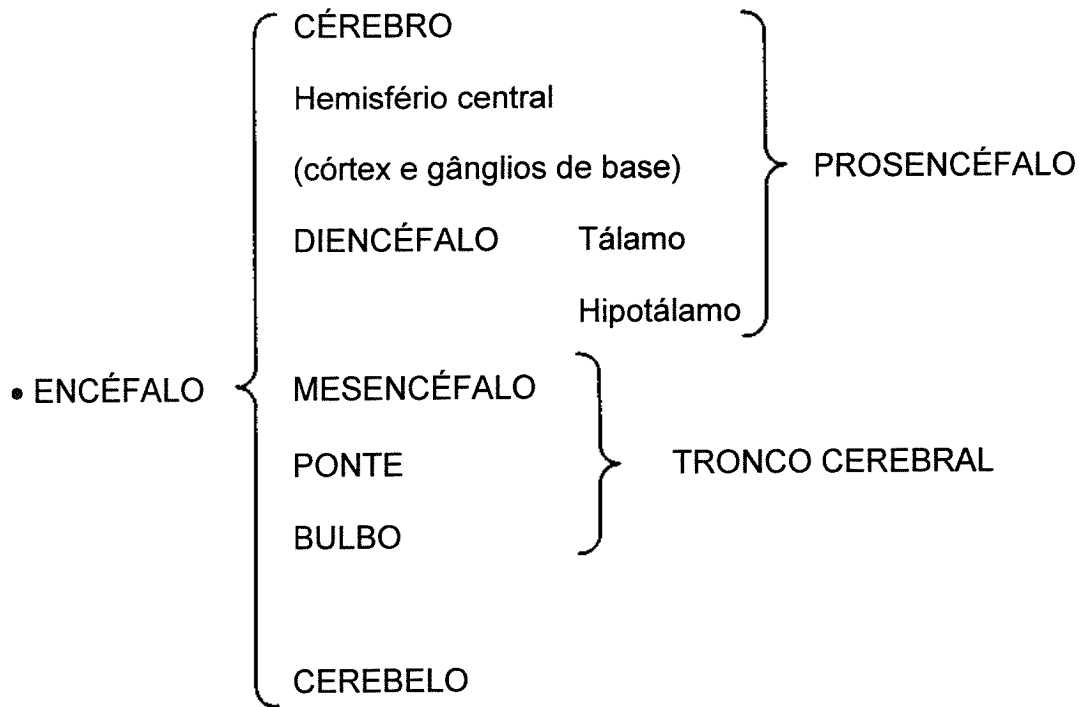 CÉREBRO
Hemisfério central
(córtex e gânglios de base)
PROSENCÉFALO
DIENCÉFALO Tálamo
Hipotálamo
• ENCÉFALO
MESENCÉFALO
PONTE
TRONCO CEREBRAL
BULBO
CEREBELO